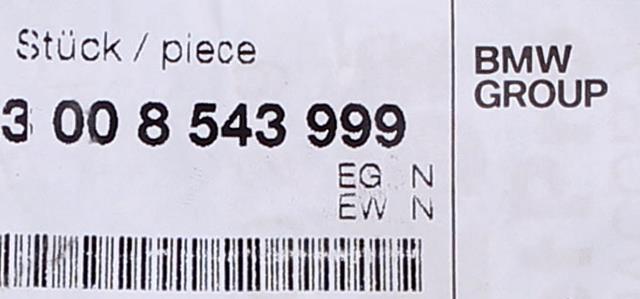 Stück / piece
3 00 8 543 999
EG N
EW N
BMW
GROUP